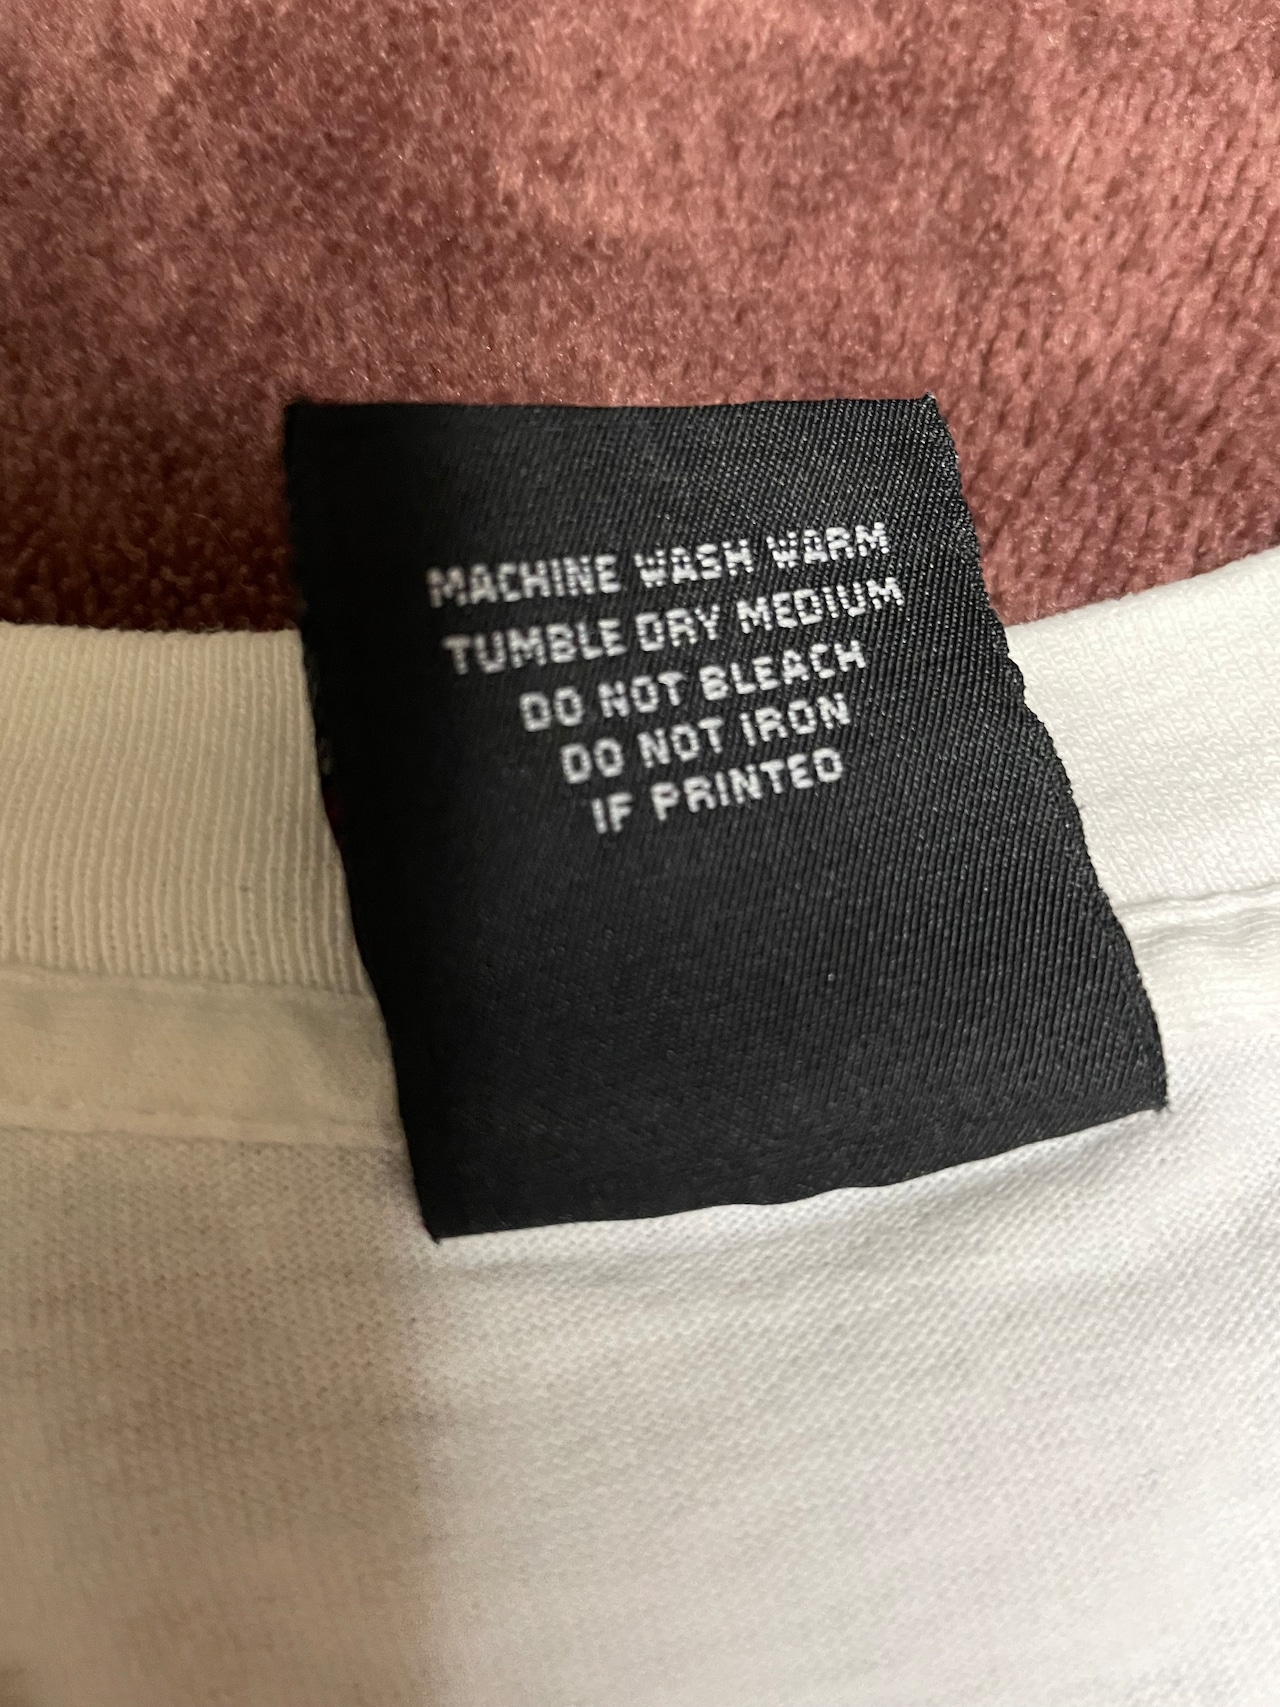 MACHINE WASH WARM
TUMBLE DRY MEDIUM
DO NOT BLEACH
DO NOT IRON
IF PRINTED